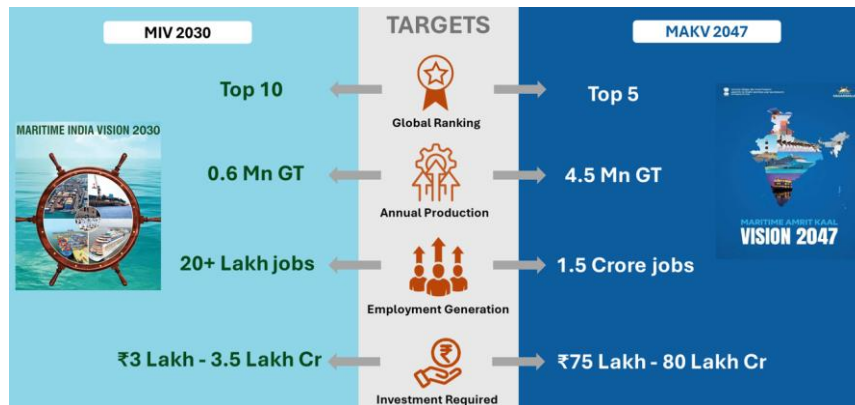 MIV 2030
TARGETS
MAKV 2047
Top 10
Global Ranking
Top 5
MARITIME INDIA VISION 2030
0.6 Mn GT
Annual Production
4.5 Mn GT
MARITIME AMRIT KAAL
VISION 2047
20+ Lakh jobs
Employment Generation
1.5 Crore jobs
₹3 Lakh - 3.5 Lakh Cr
Investment Required
₹75 Lakh - 80 Lakh Cr